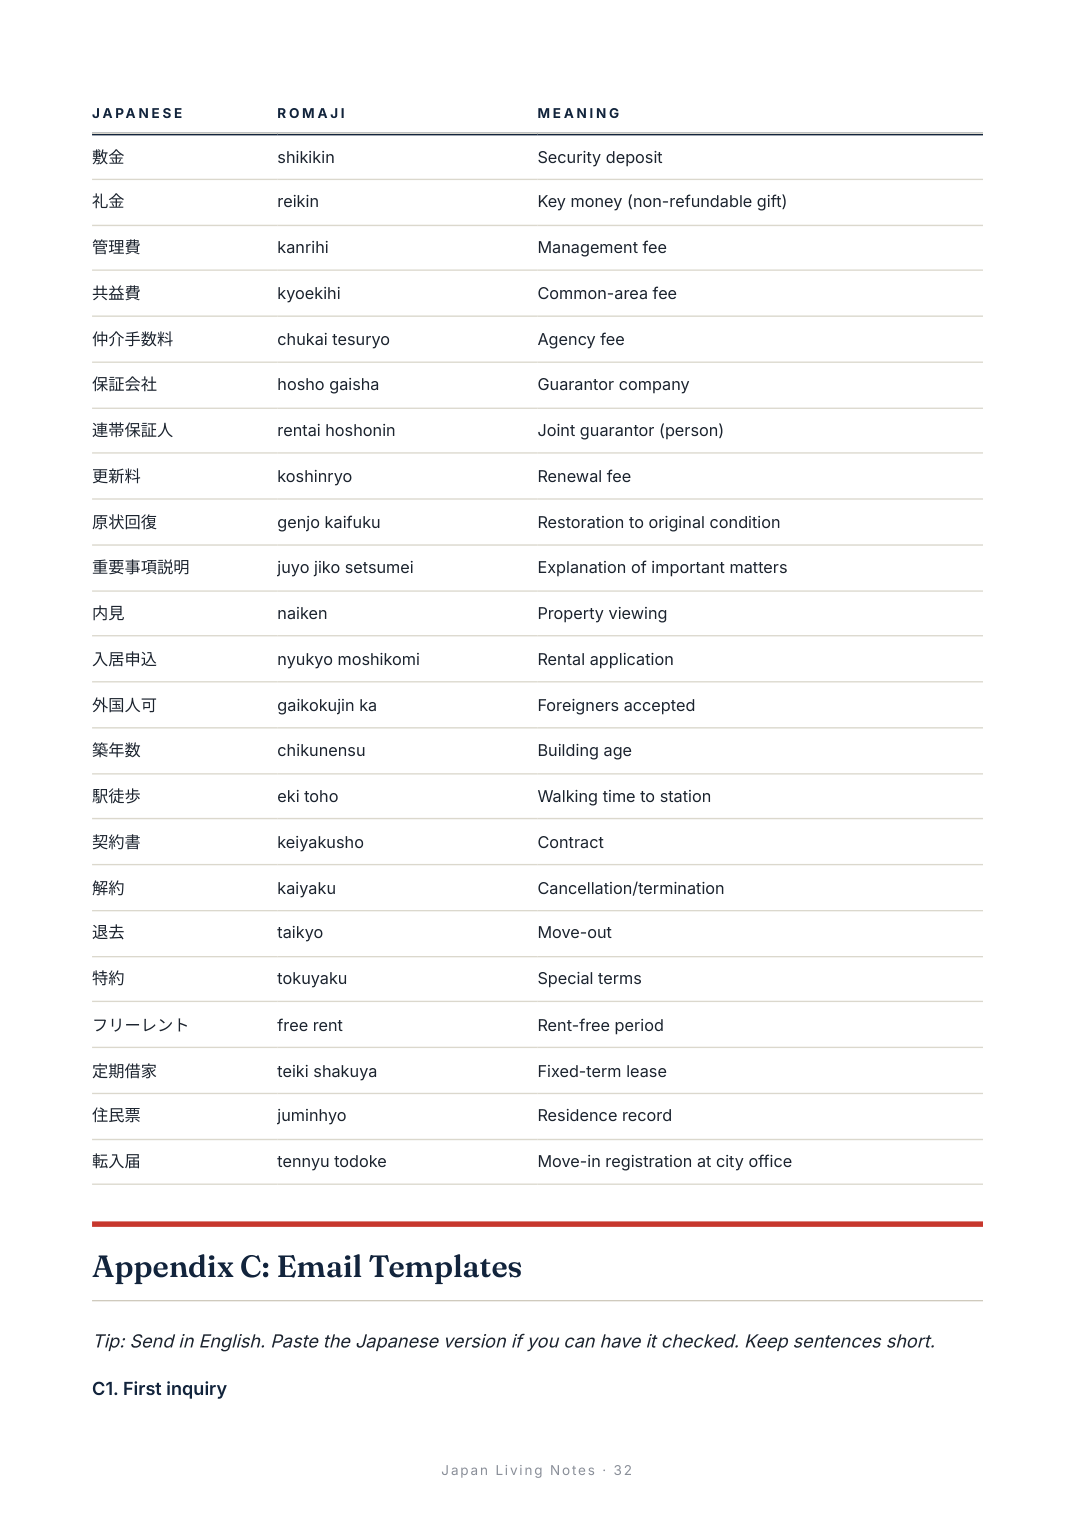 JAPANESE ROMAJI MEANING
敷金 shikikin Security deposit
礼金 reikin Key money (non-refundable gift)
管理費 kanrihi Management fee
共益費 kyoekihi Common-area fee
仲介手数料 chukai tesuryo Agency fee
保証会社 hosho gaisha Guarantor company
連帯保証人 rentai hoshonin Joint guarantor (person)
更新料 koshinryo Renewal fee
原状回復 genjo kaifuku Restoration to original condition
重要事項説明 juyo jiko setsumei Explanation of important matters
内見 naiken Property viewing
入居申込 nyukyo moshikomi Rental application
外国人可 gaikokujin ka Foreigners accepted
築年数 chikunensu Building age
駅徒歩 eki toho Walking time to station
契約書 keiyakusho Contract
解約 kaiyaku Cancellation/termination
退去 taikyo Move-out
特約 tokuyaku Special terms
フリーレント free rent Rent-free period
定期借家 teiki shakuya Fixed-term lease
住民票 juminhyo Residence record
転入届 tennyu todoke Move-in registration at city office
Appendix C: Email Templates
Tip: Send in English. Paste the Japanese version if you can have it checked. Keep sentences short.
C1. First inquiry
Japan Living Notes · 32